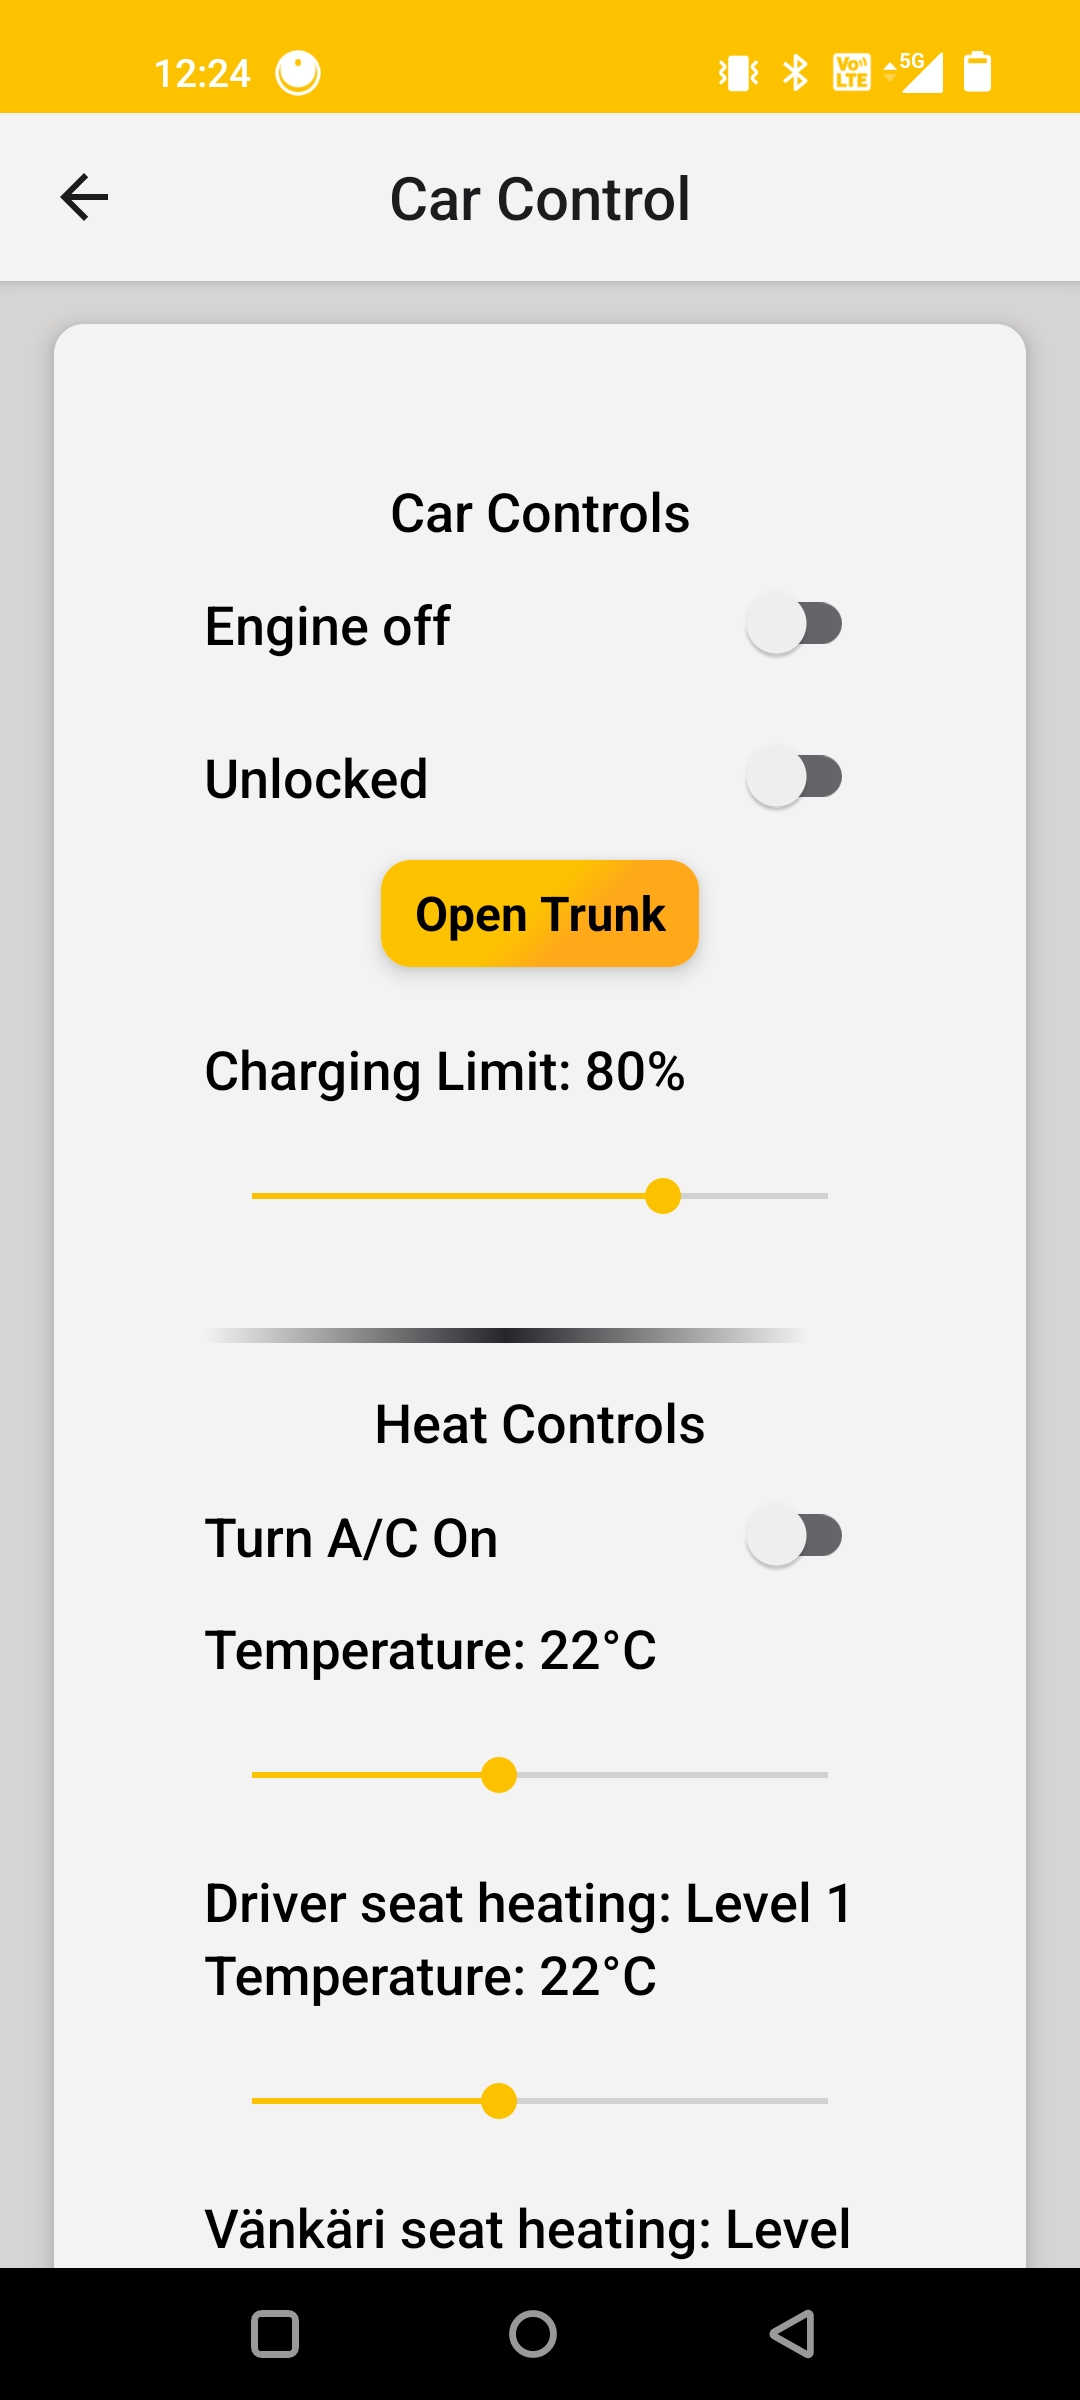 12:24
Vo
LTE
5G
Car Control
Car Controls
Engine off
Unlocked
Open Trunk
Charging Limit: 80%
Heat Controls
Turn A/C On
Temperature: 22°C
Driver seat heating: Level 1
Temperature: 22°C
Vänkäri seat heating: Level